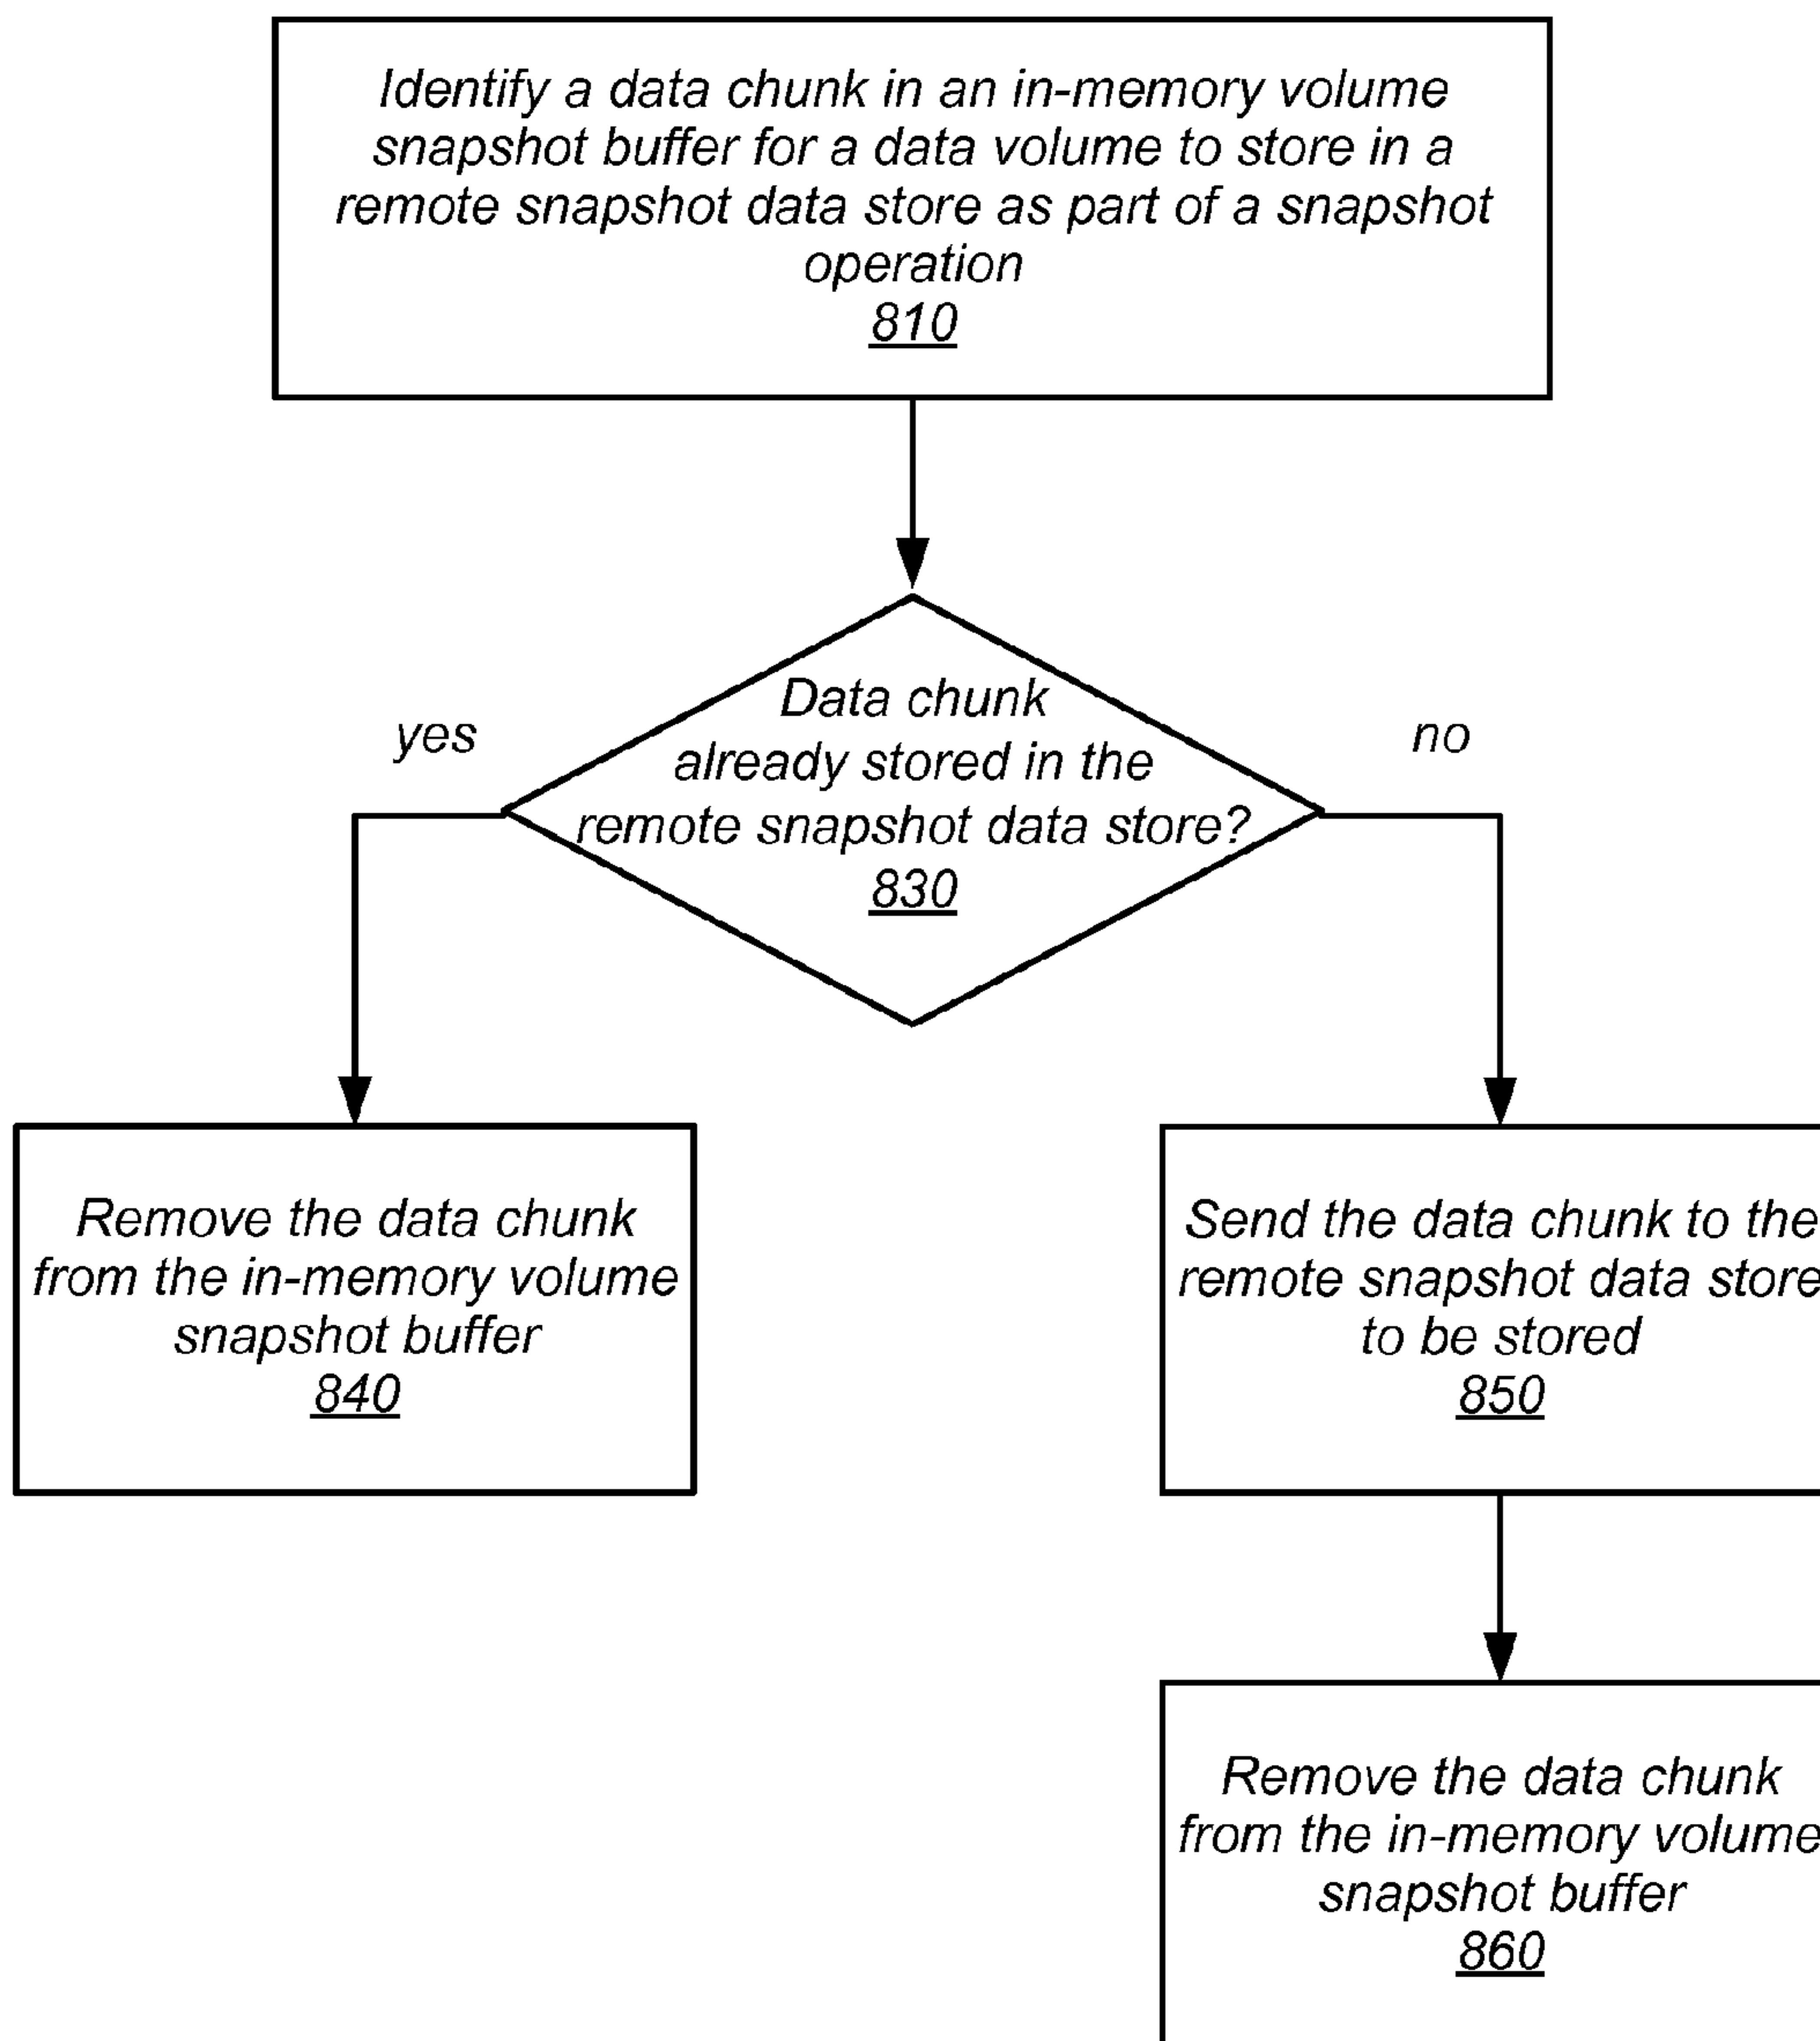 Identify a data chunk in an in-memory volume
snapshot buffer for a data volume to store in a
remote snapshot data store as part of a snapshot
operation
810
Data chunk
already stored in the
remote snapshot data store?
830
yes
no
Remove the data chunk
from the in-memory volume
snapshot buffer
840
Send the data chunk to the
remote snapshot data store
to be stored
850
Remove the data chunk
from the in-memory volume
snapshot buffer
860